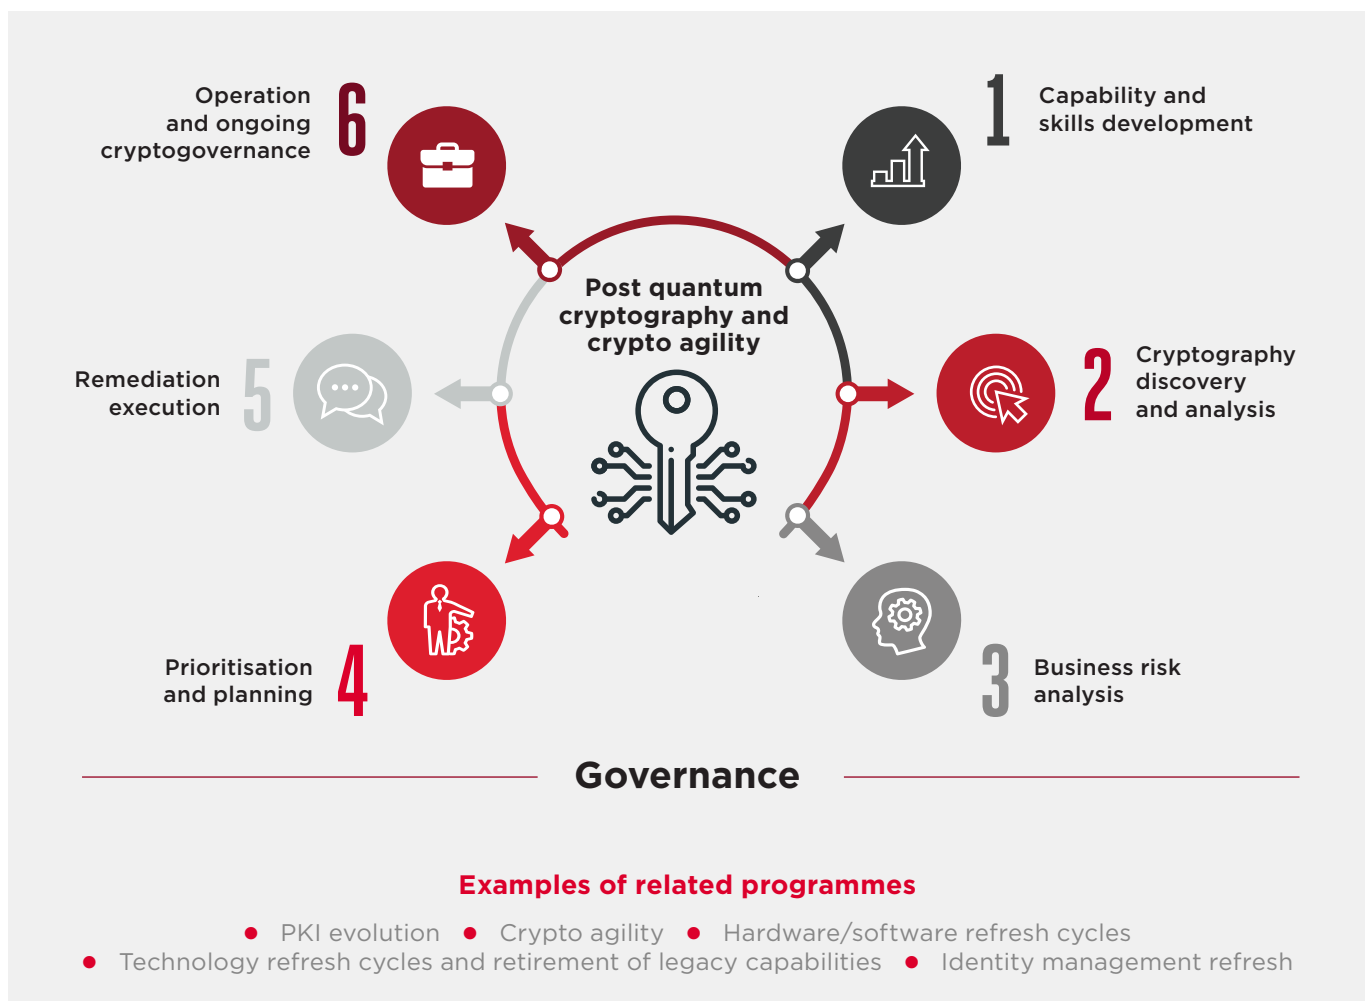 1
Capability and
skills development
2
Cryptography
discovery
and analysis
3
Business risk
analysis
4
Prioritisation
and planning
5
Remediation
execution
6
Operation
and ongoing
cryptogovernance
Post quantum
cryptography and
crypto agility
Governance
Examples of related programmes
● PKI evolution ● Crypto agility ● Hardware/software refresh cycles
● Technology refresh cycles and retirement of legacy capabilities ● Identity management refresh